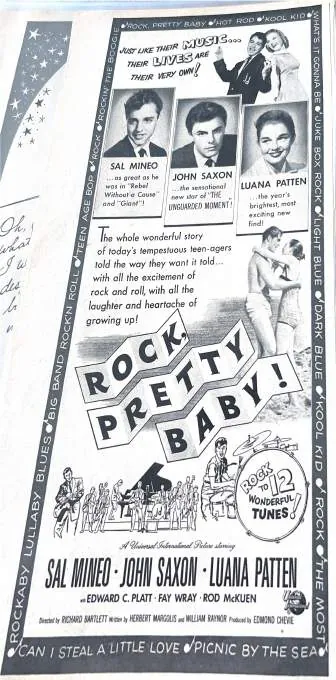 ROCK, PRETTY BABY • HOT ROD • KOOL KID •
WHAT'S IT GONNA BE • JUKE BOX ROCK • LIGHT BLUE • DARK BLUE • KOOL KID • ROCKET • THE MOST
ROCKABY LULLABY BLUES • BIG BAND ROCK'N ROLL • TEEN AGE BOP • ROCK • ROCKIN' THE BOOGIE
JUST LIKE THEIR MUSIC...
THEIR LIVES ARE
THEIR VERY OWN!
SAL MINEO
...as great as he
was in "Rebel
Without a Cause"
and "Giant"!
JOHN SAXON
...the sensational
new star of "THE
UNGUARDED MOMENT!
LUANA PATTEN
...the year's
brightest, most
exciting new
find!
The whole wonderful story
of today's tempestuous teen-agers
told the way they want it told...
with all the excitement of
rock and roll, with all the
laughter and heartache of
growing up!
ROCK,
PRETTY
BABY!
ROCK
TO 12
WONDERFUL
TUNES!
A Universal-International Picture starring
SAL MINEO • JOHN SAXON • LUANA PATTEN
with EDWARD C. PLATT • FAY WRAY • ROD McKUEN
Directed by RICHARD BARTLETT Written by HERBERT MARGOLIS and WILLIAM RAYNOR Produced by EDMOND CHEVIE
• CAN I STEAL A LITTLE LOVE • PICNIC BY THE SEA •